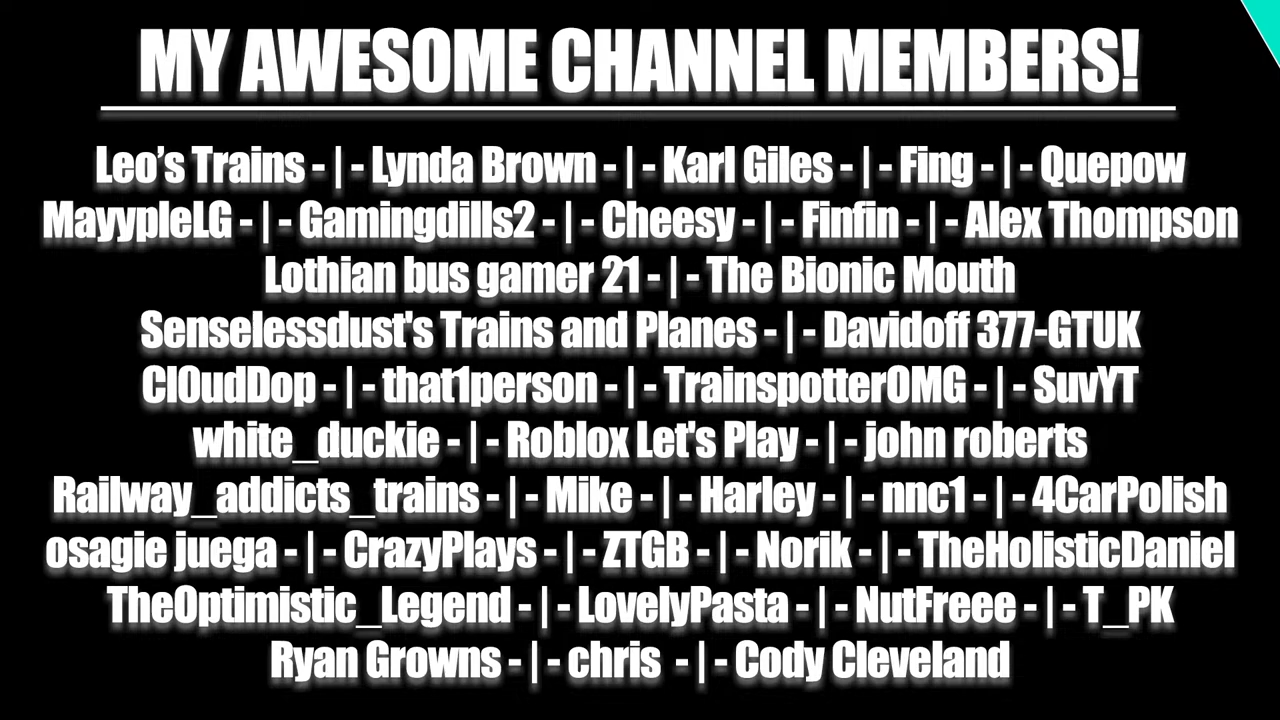 MY AWESOME CHANNEL MEMBERS!
Leo’s Trains - | - Lynda Brown - | - Karl Giles - | - Fing - | - Quepow
MayypleLG - | - Gamingdills2 - | - Cheesy - | - Finfin - | - Alex Thompson
Lothian bus gamer 21 - | - The Bionic Mouth
Senselessdust's Trains and Planes - | - Davidoff 377-GTUK
Cl0udDop - | - that1person - | - TrainspotterOMG - | - SuvYT
white_duckie - | - Roblox Let's Play - | - john roberts
Railway_addicts_trains - | - Mike - | - Harley - | - nnc1 - | - 4CarPolish
osagie juega - | - CrazyPlays - | - ZTGB - | - Norik - | - TheHolisticDaniel
TheOptimistic_Legend - | - LovelyPasta - | - NutFreee - | - T_PK
Ryan Growns - | - chris  - | - Cody Cleveland